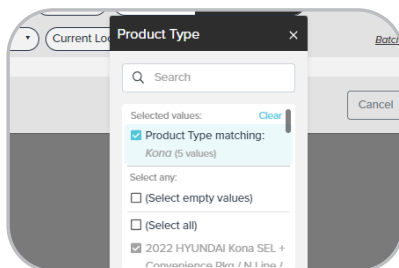 Current Loc
Product Type
×
Batch
Search
Cancel
Selected values: Clear
Product Type matching:
Kona (5 values)
Select any:
(Select empty values)
(Select all)
2022 HYUNDAI Kona SEL +
Convenience Pkg / N Line /